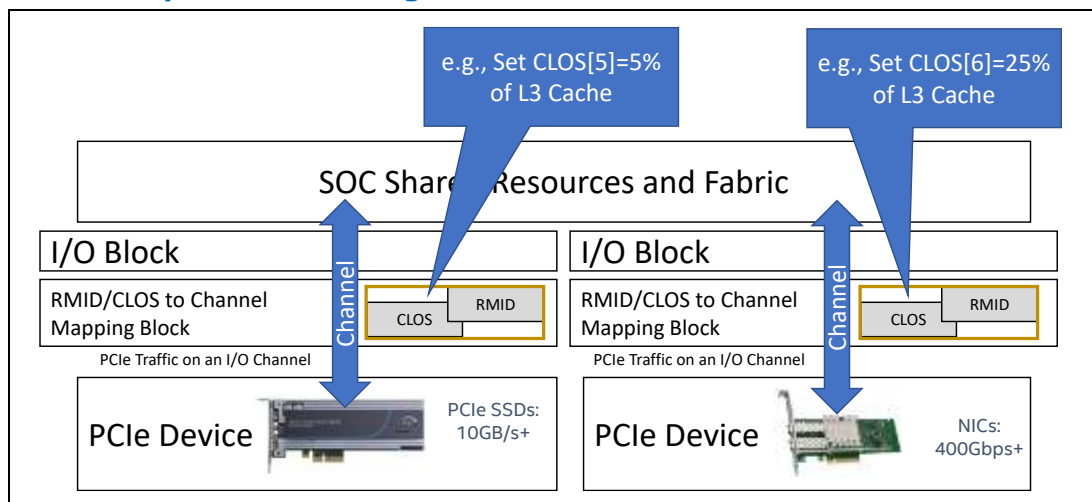 e.g., Set CLOS[5]=5%
of L3 Cache
e.g., Set CLOS[6]=25%
of L3 Cache
SOC Share Resources and Fabric
I/O Block
I/O Block
RMID/CLOS to Channel
Mapping Block
CLOS
RMID
Channel
RMID/CLOS to Channel
Mapping Block
CLOS
RMID
Channel
PCIe Traffic on an I/O Channel
PCIe Traffic on an I/O Channel
PCIe Device
PCIe SSDs:
10GB/s+
PCIe Device
NICs:
400Gbps+